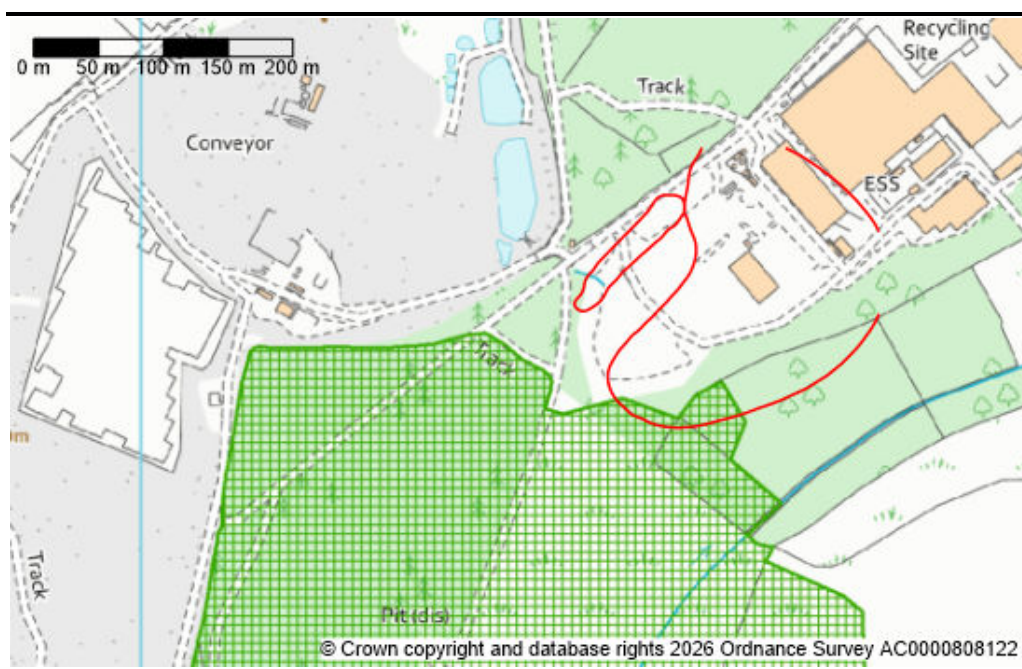 Recycling
Site
0 m 50 m 100 m 150 m 200 m
Track
Conveyor
ESS
Track
Track
Pit (dis)
© Crown copyright and database rights 2026 Ordnance Survey AC0000808122